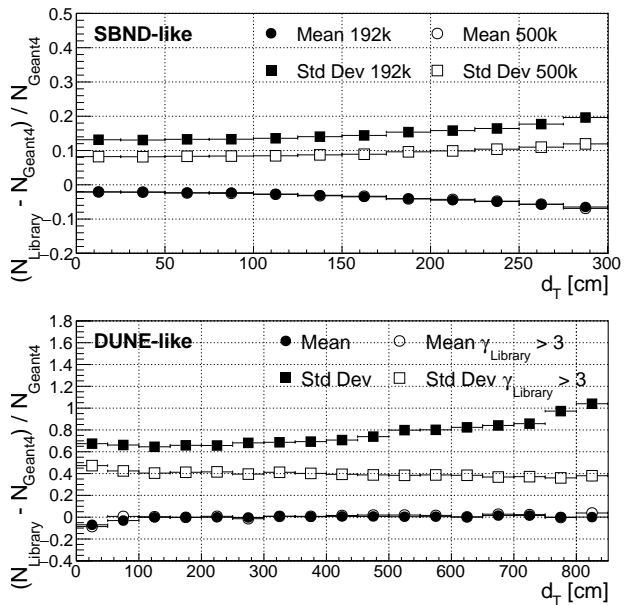 SBND-like
Mean 192k
Mean 500k
Std Dev 192k
Std Dev 500k
(N_Library - N_Geant4) / N_Geant4
0.5
0.4
0.3
0.2
0.1
0
−0.1
−0.2
0 50 100 150 200 250 300
d_T [cm]
DUNE-like
Mean
Mean γ_Library > 3
Std Dev
Std Dev γ_Library > 3
(N_Library - N_Geant4) / N_Geant4
1.8
1.6
1.4
1.2
1
0.8
0.6
0.4
0.2
0
−0.2
−0.4
0 100 200 300 400 500 600 700 800
d_T [cm]